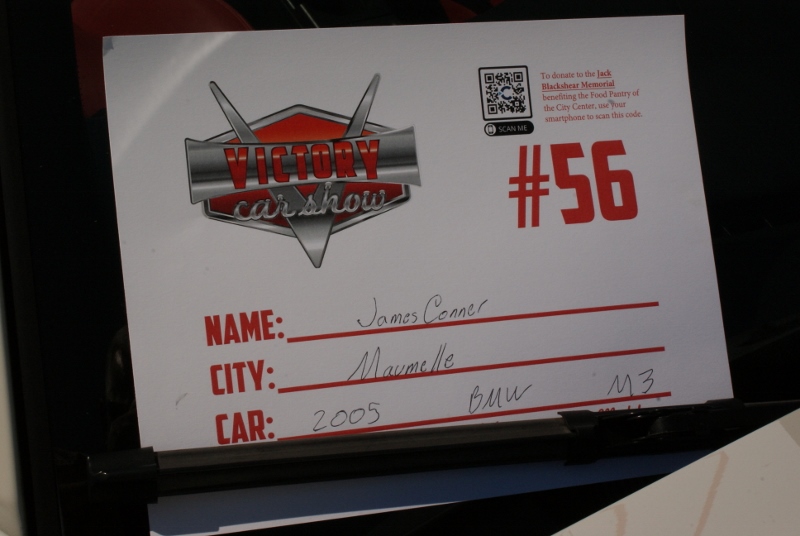 VICTORY
car show
SCAN ME
To donate to the Jack
Blackshear Memorial
benefiting the Food Pantry of
the City Center, use your
smartphone to scan this code.
#56
NAME: James Conner
CITY: Maumelle
CAR: 2005 BMW M3